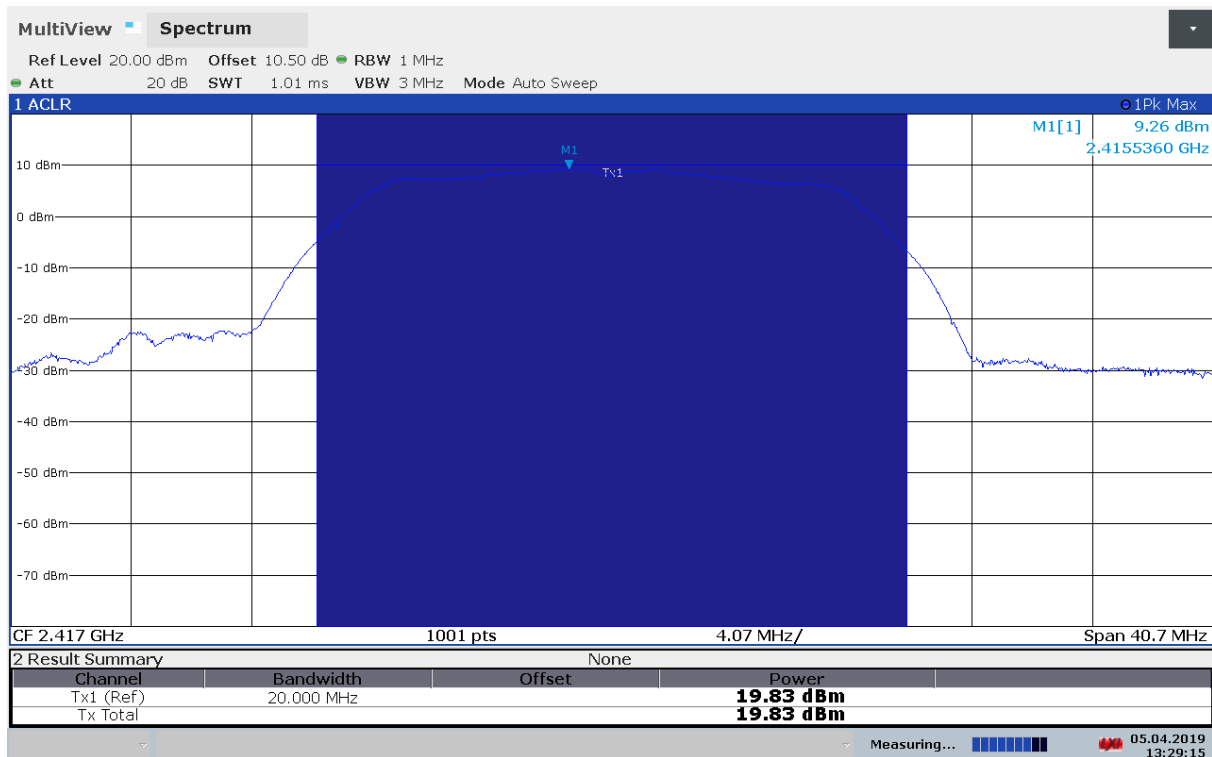 MultiView Spectrum
Ref Level 20.00 dBm Offset 10.50 dB RBW 1 MHz
Att 20 dB SWT 1.01 ms VBW 3 MHz Mode Auto Sweep
1 ACLR 1Pk Max
M1[1] 9.26 dBm
2.4155360 GHz
M1
10 dBm
Tx1
0 dBm
-10 dBm
-20 dBm
-30 dBm
-40 dBm
-50 dBm
-60 dBm
-70 dBm
CF 2.417 GHz 1001 pts 4.07 MHz/ Span 40.7 MHz
2 Result Summary None
Channel Bandwidth Offset Power
Tx1 (Ref) 20.000 MHz 19.83 dBm
Tx Total 19.83 dBm
Measuring... 05.04.2019
13:29:15